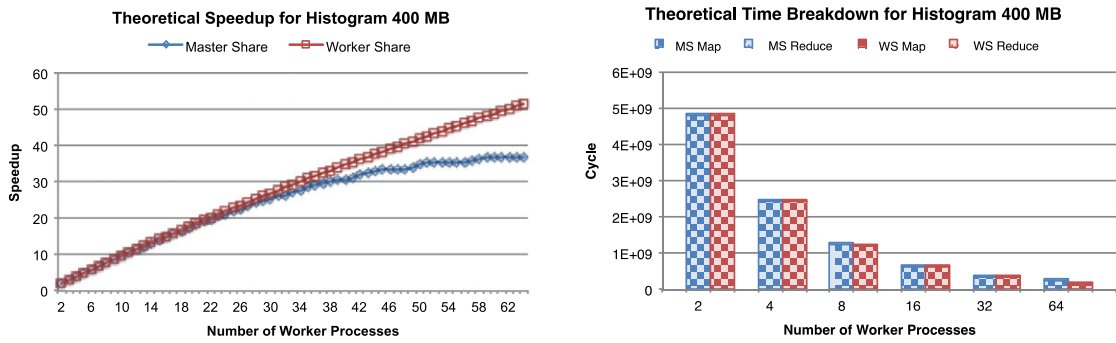 Theoretical Speedup for Histogram 400 MB
Master Share Worker Share
60
50
40
30
20
10
0
Speedup
2 6 10 14 18 22 26 30 34 38 42 46 50 54 58 62
Number of Worker Processes
Theoretical Time Breakdown for Histogram 400 MB
MS Map MS Reduce WS Map WS Reduce
6E+09
5E+09
4E+09
3E+09
2E+09
1E+09
0
Cycle
2 4 8 16 32 64
Number of Worker Processes